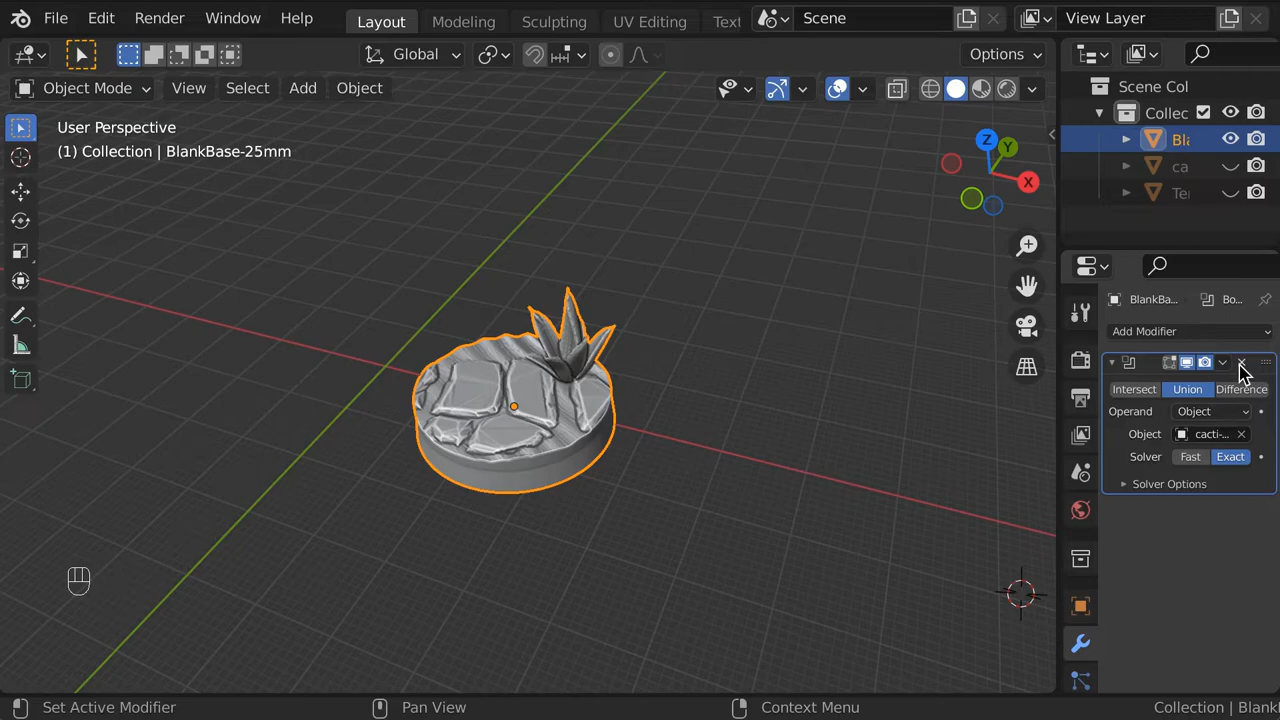 File Edit Render Window Help Layout Modeling Sculpting UV Editing Text Scene View Layer
Global Options
Object Mode View Select Add Object
Scene Col
Collec
User Perspective
(1) Collection | BlankBase-25mm
Bla
ca
Te
Z Y X
BlankBa... Bo...
Add Modifier
Intersect Union Difference
Operand Object
Object cacti-...
Solver Fast Exact
Solver Options
Set Active Modifier Pan View Context Menu Collection | Blank